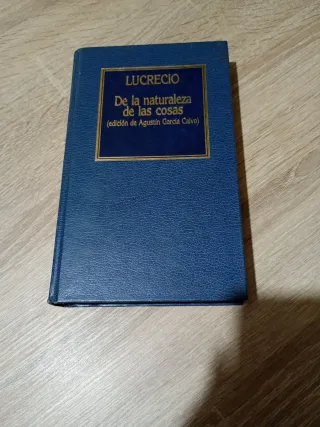 LUCRECIO
De la naturaleza
de las cosas
(edición de Agustín García Calvo)